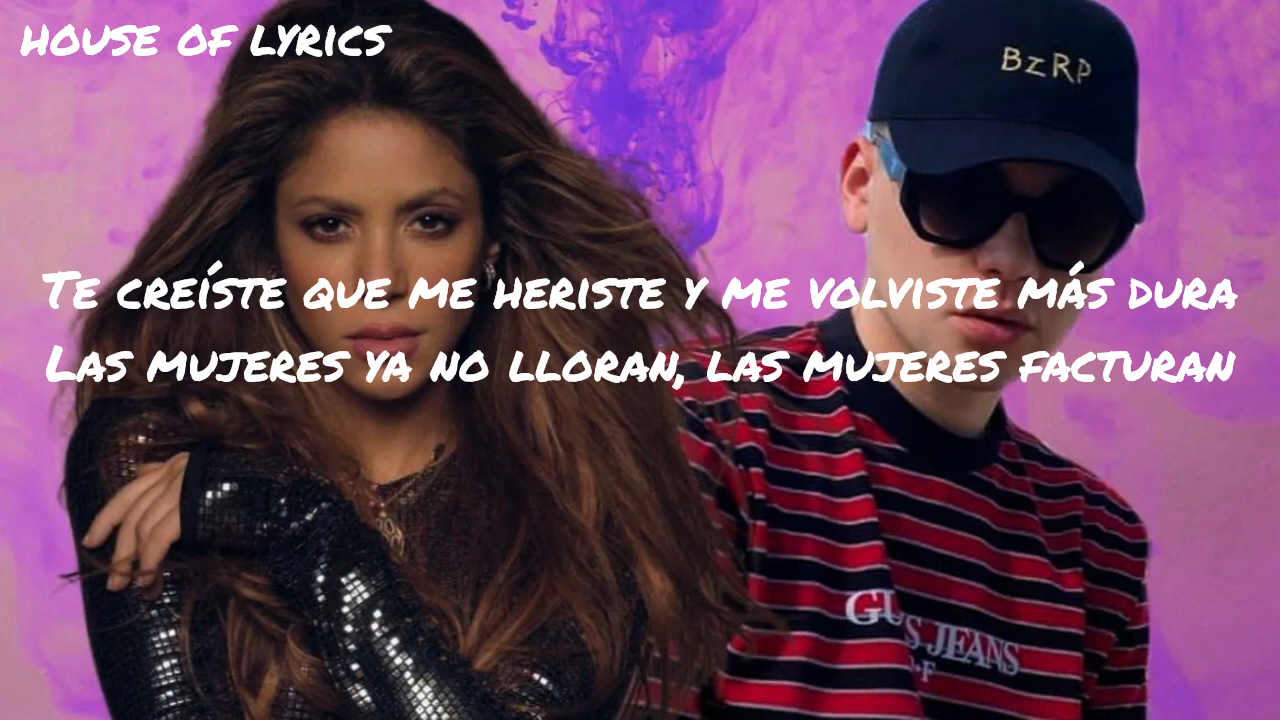 HOUSE OF LYRICS
BZRP
TE CREÍSTE QUE ME HERISTE Y ME VOLVISTE MÁS DURA
LAS MUJERES YA NO LLORAN, LAS MUJERES FACTURAN
JEANS